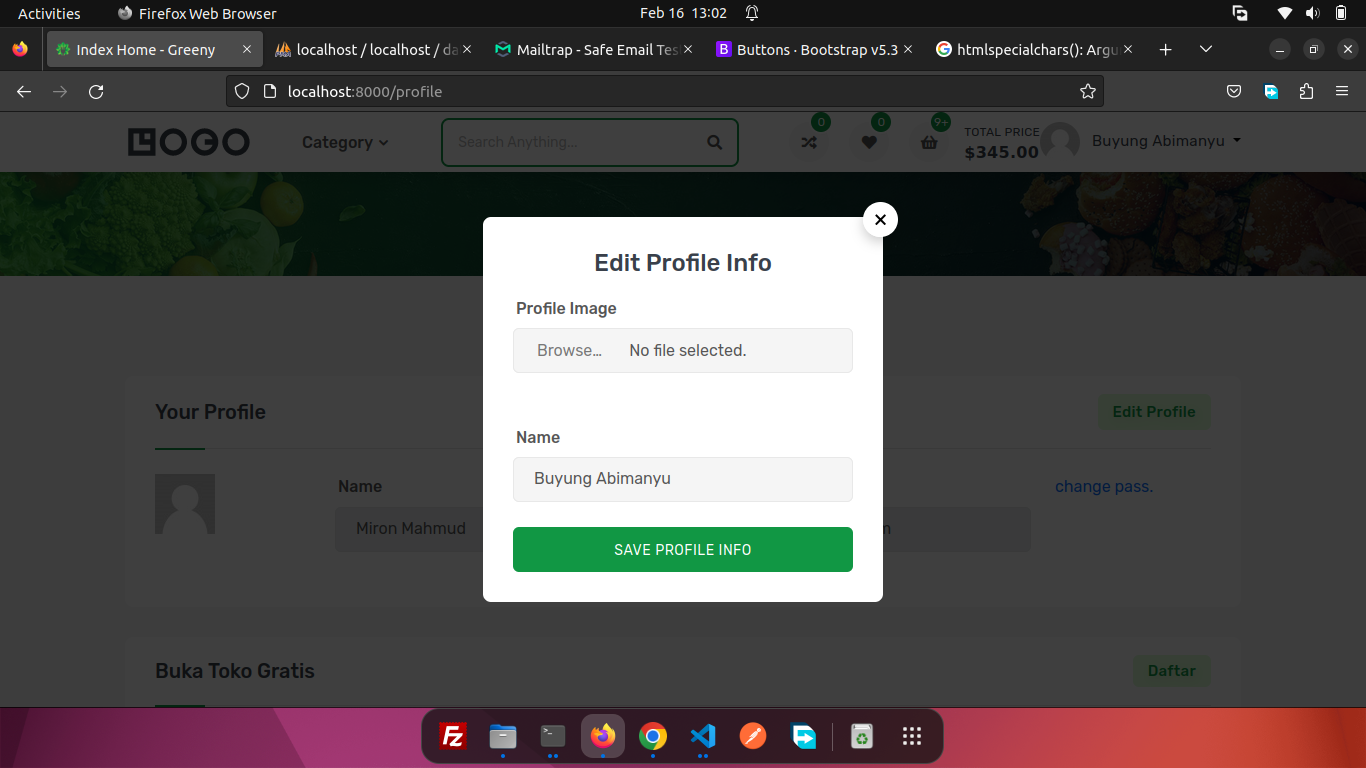 Activities
Firefox Web Browser
Feb 16 13:02
Index Home - Greeny
localhost / localhost / da
Mailtrap - Safe Email Tes
B
Buttons · Bootstrap v5.3
htmlspecialchars(): Argu
localhost:8000/profile
LOGO
Category
Search Anything...
0
0
9+
TOTAL PRICE
$345.00
Buyung Abimanyu
Edit Profile Info
Profile Image
Browse...
No file selected.
Name
Buyung Abimanyu
SAVE PROFILE INFO
Your Profile
Edit Profile
Name
Miron Mahmud
change pass.
Buka Toko Gratis
Daftar
Fz